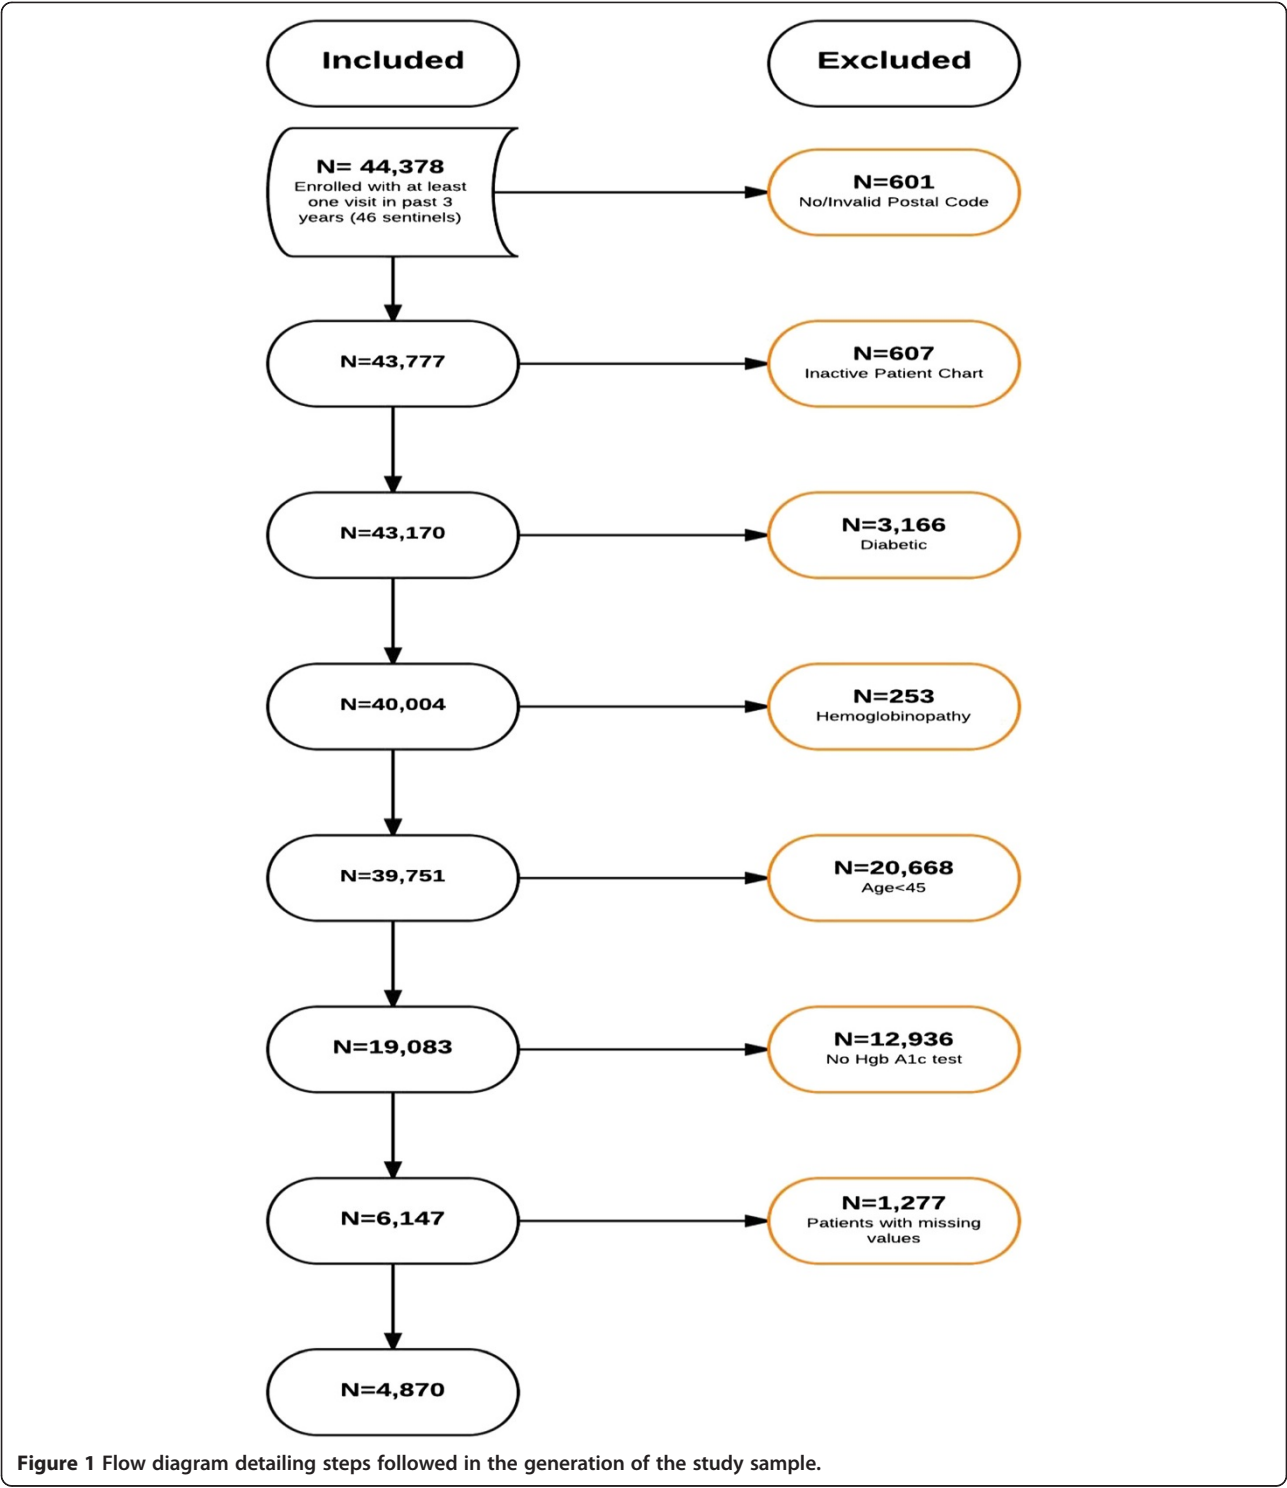 Included
Excluded
N= 44,378
Enrolled with at least
one visit in past 3
years (46 sentinels)
N=601
No/Invalid Postal Code
N=43,777
N=607
Inactive Patient Chart
N=43,170
N=3,166
Diabetic
N=40,004
N=253
Hemoglobinopathy
N=39,751
N=20,668
Age<45
N=19,083
N=12,936
No Hgb A1c test
N=6,147
N=1,277
Patients with missing
values
N=4,870
Figure 1 Flow diagram detailing steps followed in the generation of the study sample.